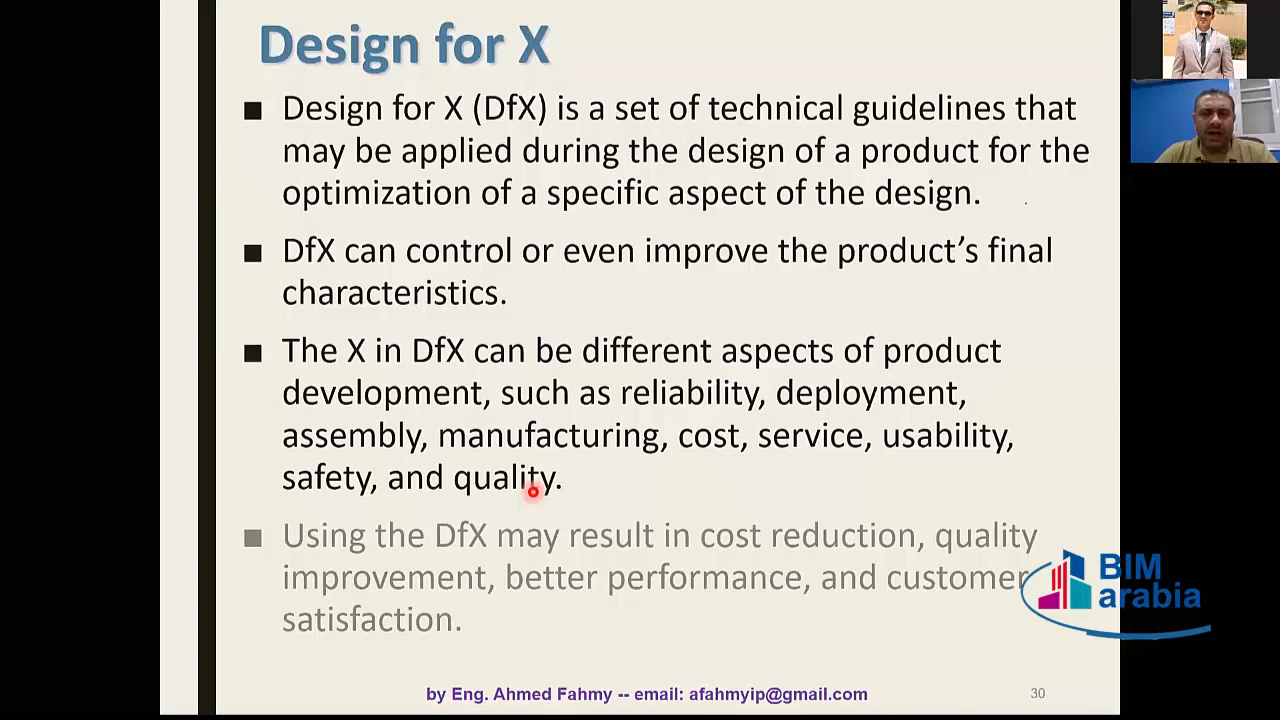 Design for X
■ Design for X (DfX) is a set of technical guidelines that
may be applied during the design of a product for the
optimization of a specific aspect of the design.
■ DfX can control or even improve the product’s final
characteristics.
■ The X in DfX can be different aspects of product
development, such as reliability, deployment,
assembly, manufacturing, cost, service, usability,
safety, and quality.
■ Using the DfX may result in cost reduction, quality
improvement, better performance, and customer
satisfaction.
BIM
arabia
by Eng. Ahmed Fahmy -- email: afahmyip@gmail.com
30